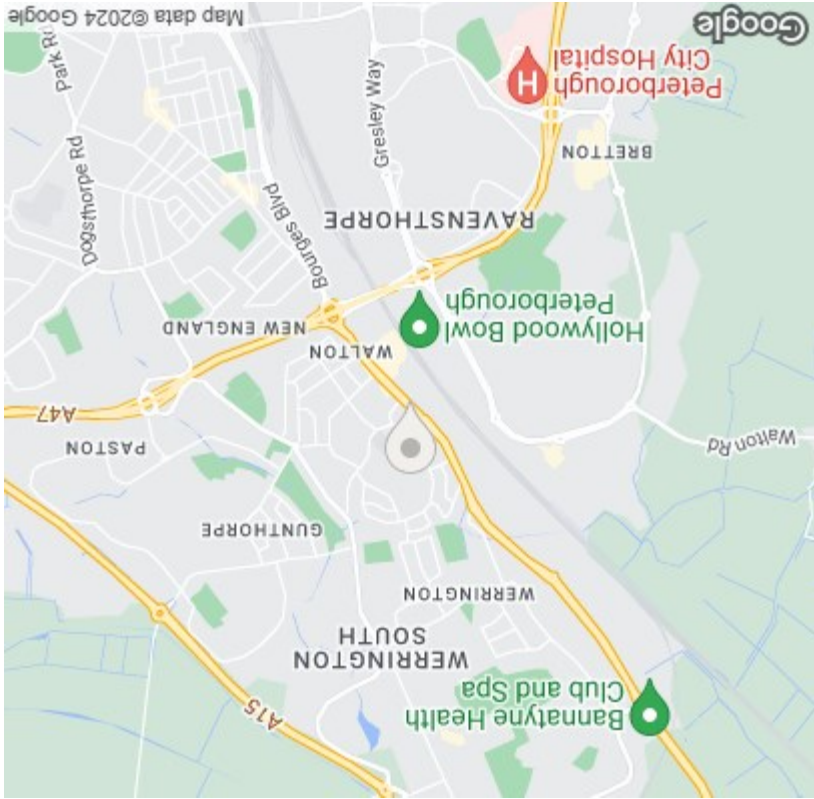 Bannatyne Health
Club and Spa
A15
WERRINGTON
SOUTH
WERRINGTON
GUNTHORPE
Walton Rd
PASTON
A47
WALTON
NEW ENGLAND
Hollywood Bowl
Peterborough
RAVENSTHORPE
Bourges Blvd
Dogsthorpe Rd
BRETTON
Gresley Way
H
Peterborough
City Hospital
Park Rd
Google
Map data ©2024 Google